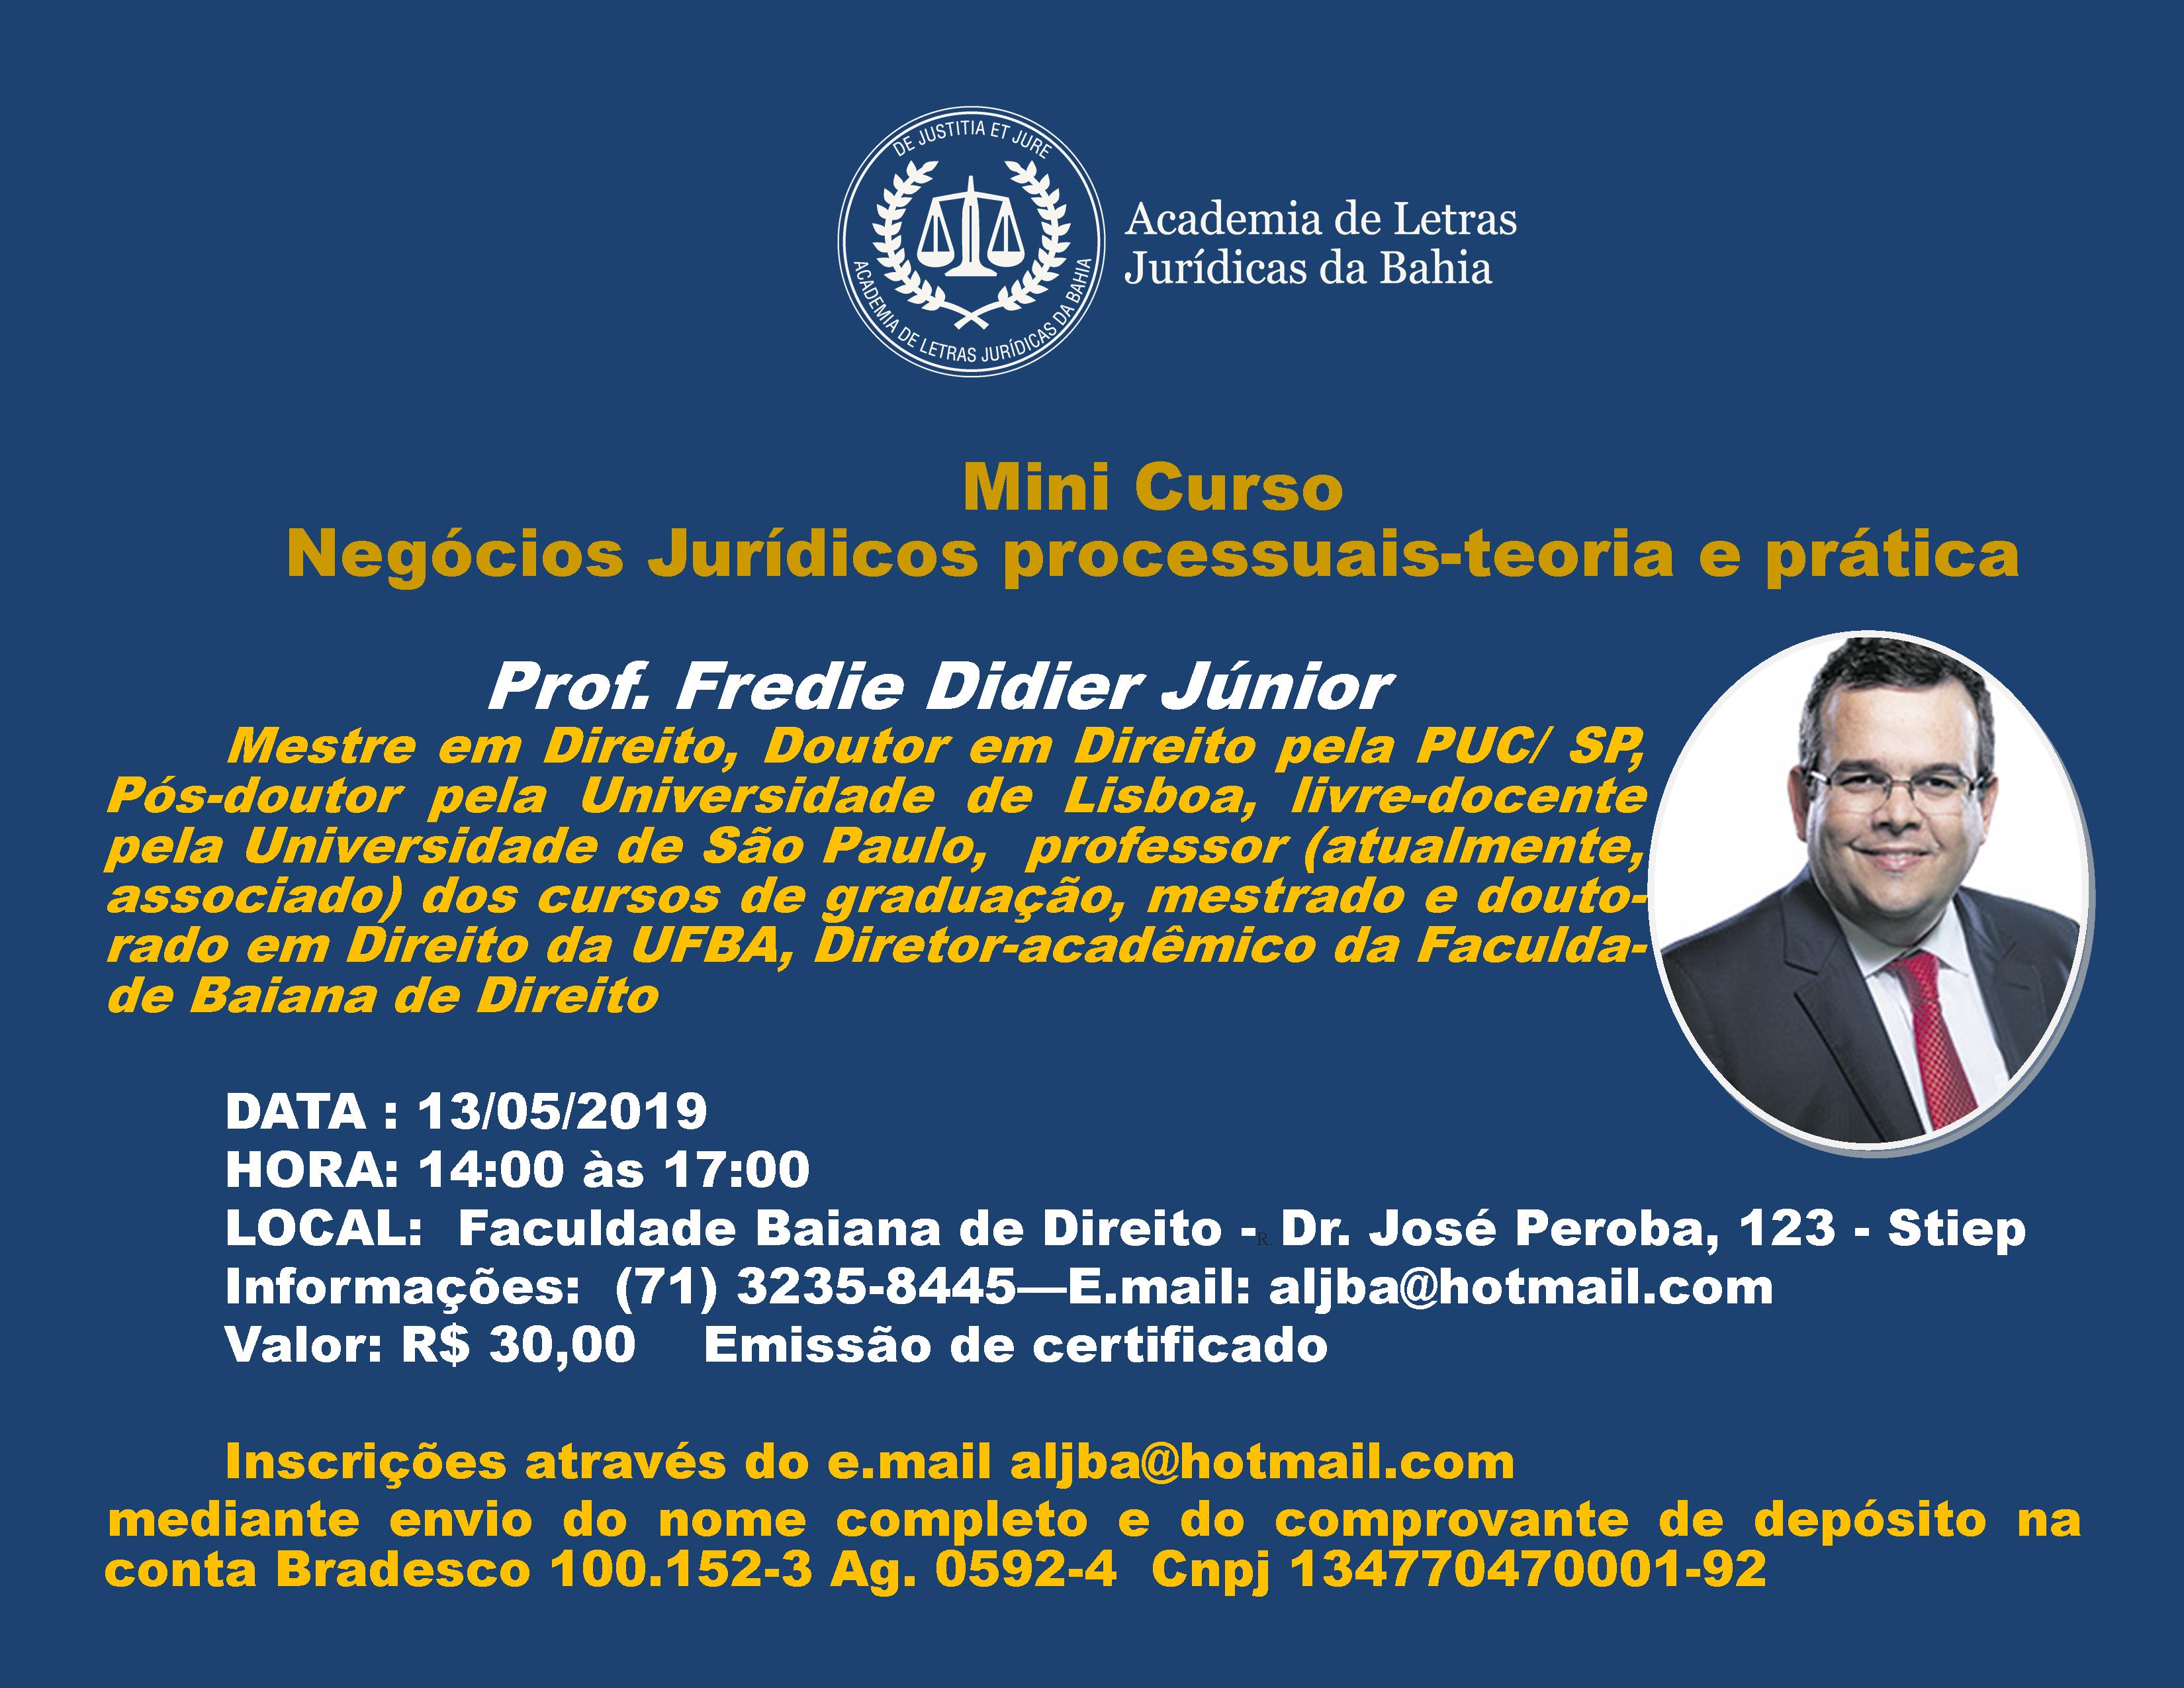 DE JUSTITIA ET JURE
ACADEMIA DE LETRAS JURÍDICAS DA BAHIA
Academia de Letras
Jurídicas da Bahia
Mini Curso
Negócios Jurídicos processuais-teoria e prática
Prof. Fredie Didier Júnior
Mestre em Direito, Doutor em Direito pela PUC/ SP,
Pós-doutor pela Universidade de Lisboa, livre-docente
pela Universidade de São Paulo, professor (atualmente,
associado) dos cursos de graduação, mestrado e douto-
rado em Direito da UFBA, Diretor-acadêmico da Faculda-
de Baiana de Direito
DATA : 13/05/2019
HORA: 14:00 às 17:00
LOCAL: Faculdade Baiana de Direito - R. Dr. José Peroba, 123 - Stiep
Informações: (71) 3235-8445—E.mail: aljba@hotmail.com
Valor: R$ 30,00 Emissão de certificado
Inscrições através do e.mail aljba@hotmail.com
mediante envio do nome completo e do comprovante de depósito na
conta Bradesco 100.152-3 Ag. 0592-4 Cnpj 134770470001-92